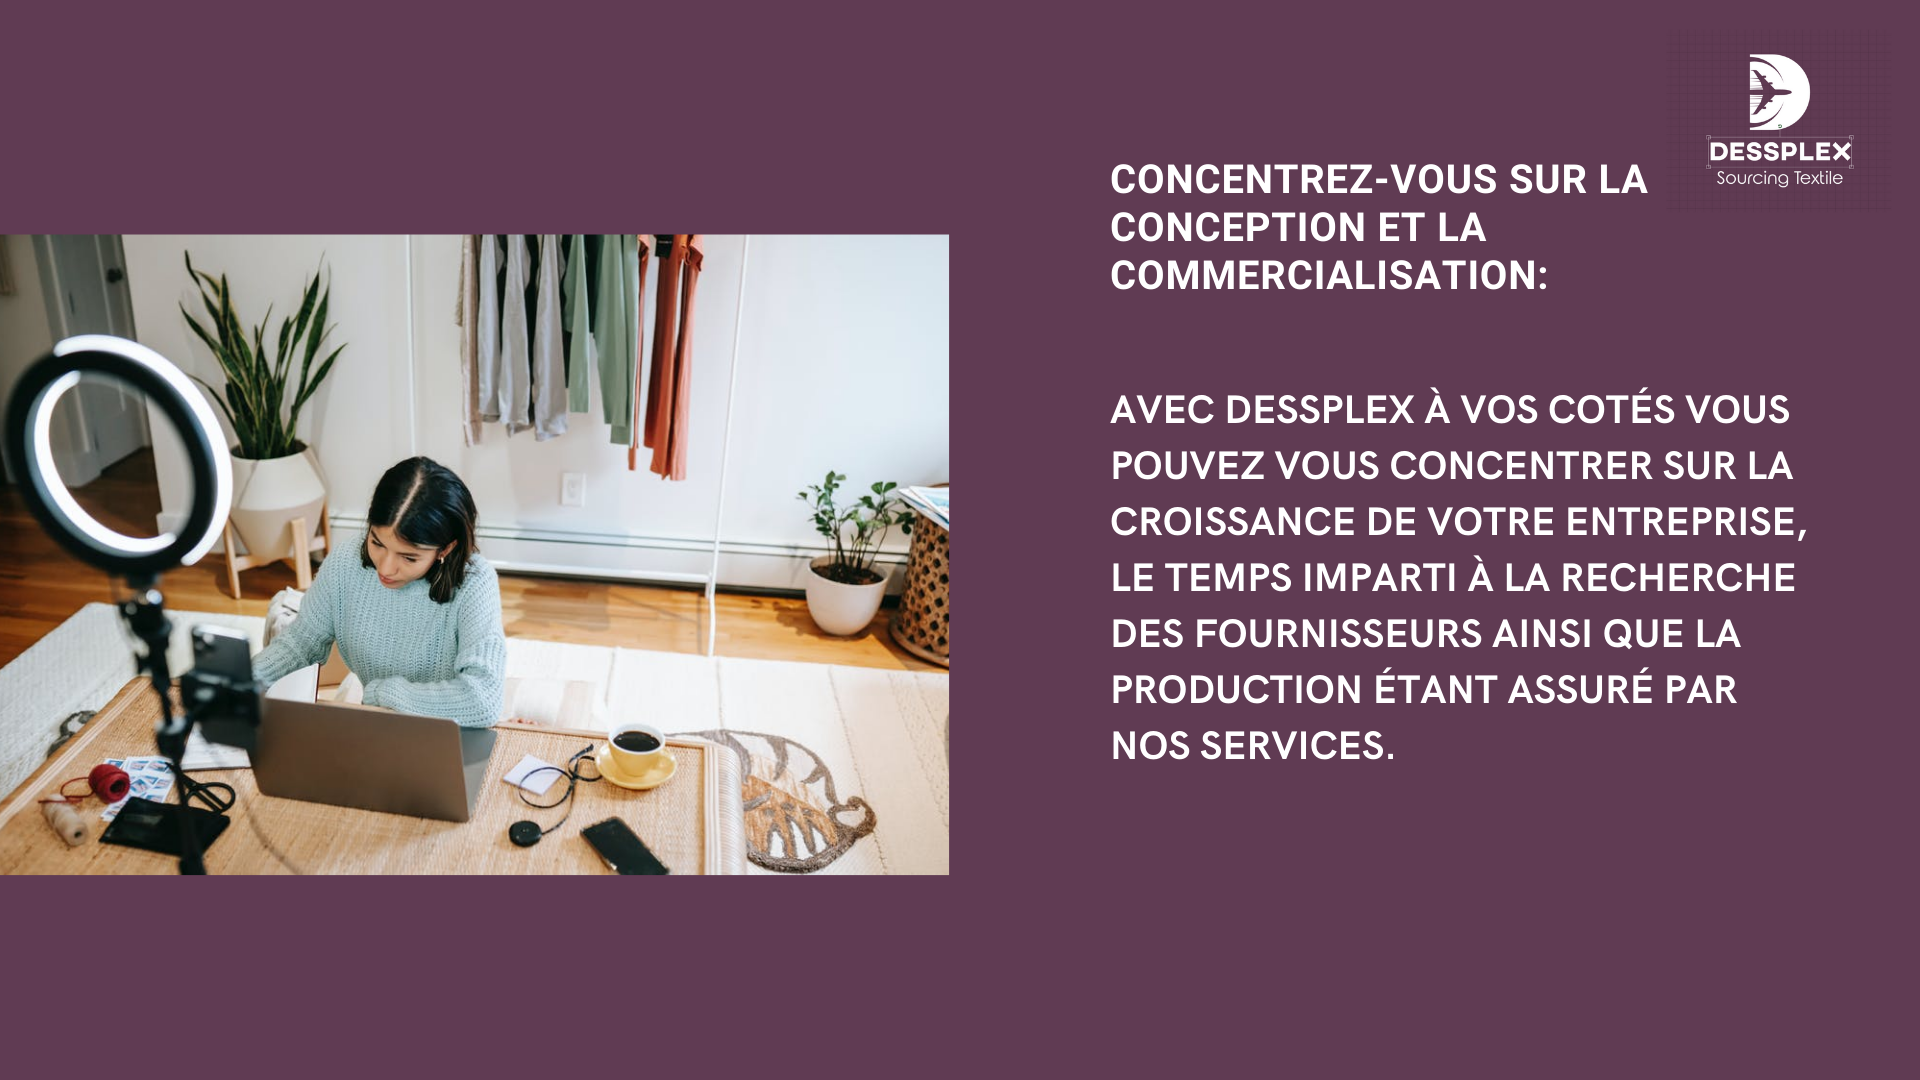 DESSPLEX
Sourcing Textile
CONCENTREZ-VOUS SUR LA
CONCEPTION ET LA
COMMERCIALISATION:
AVEC DESSPLEX À VOS COTÉS VOUS
POUVEZ VOUS CONCENTRER SUR LA
CROISSANCE DE VOTRE ENTREPRISE,
LE TEMPS IMPARTI À LA RECHERCHE
DES FOURNISSEURS AINSI QUE LA
PRODUCTION ÉTANT ASSURÉ PAR
NOS SERVICES.